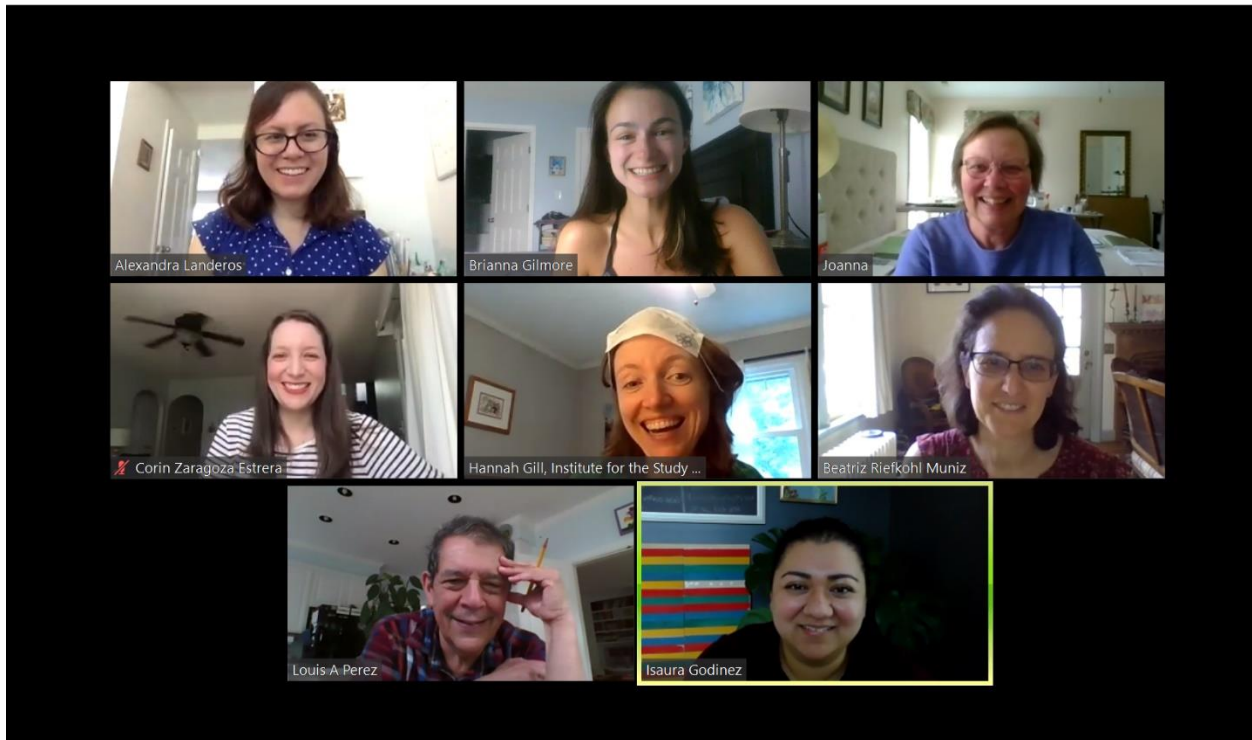 Alexandra Landeros
Brianna Gilmore
Joanna
Corin Zaragoza Estrera
Hannah Gill, Institute for the Study ...
Beatriz Riefkohl Muniz
Louis A Perez
Isaura Godinez